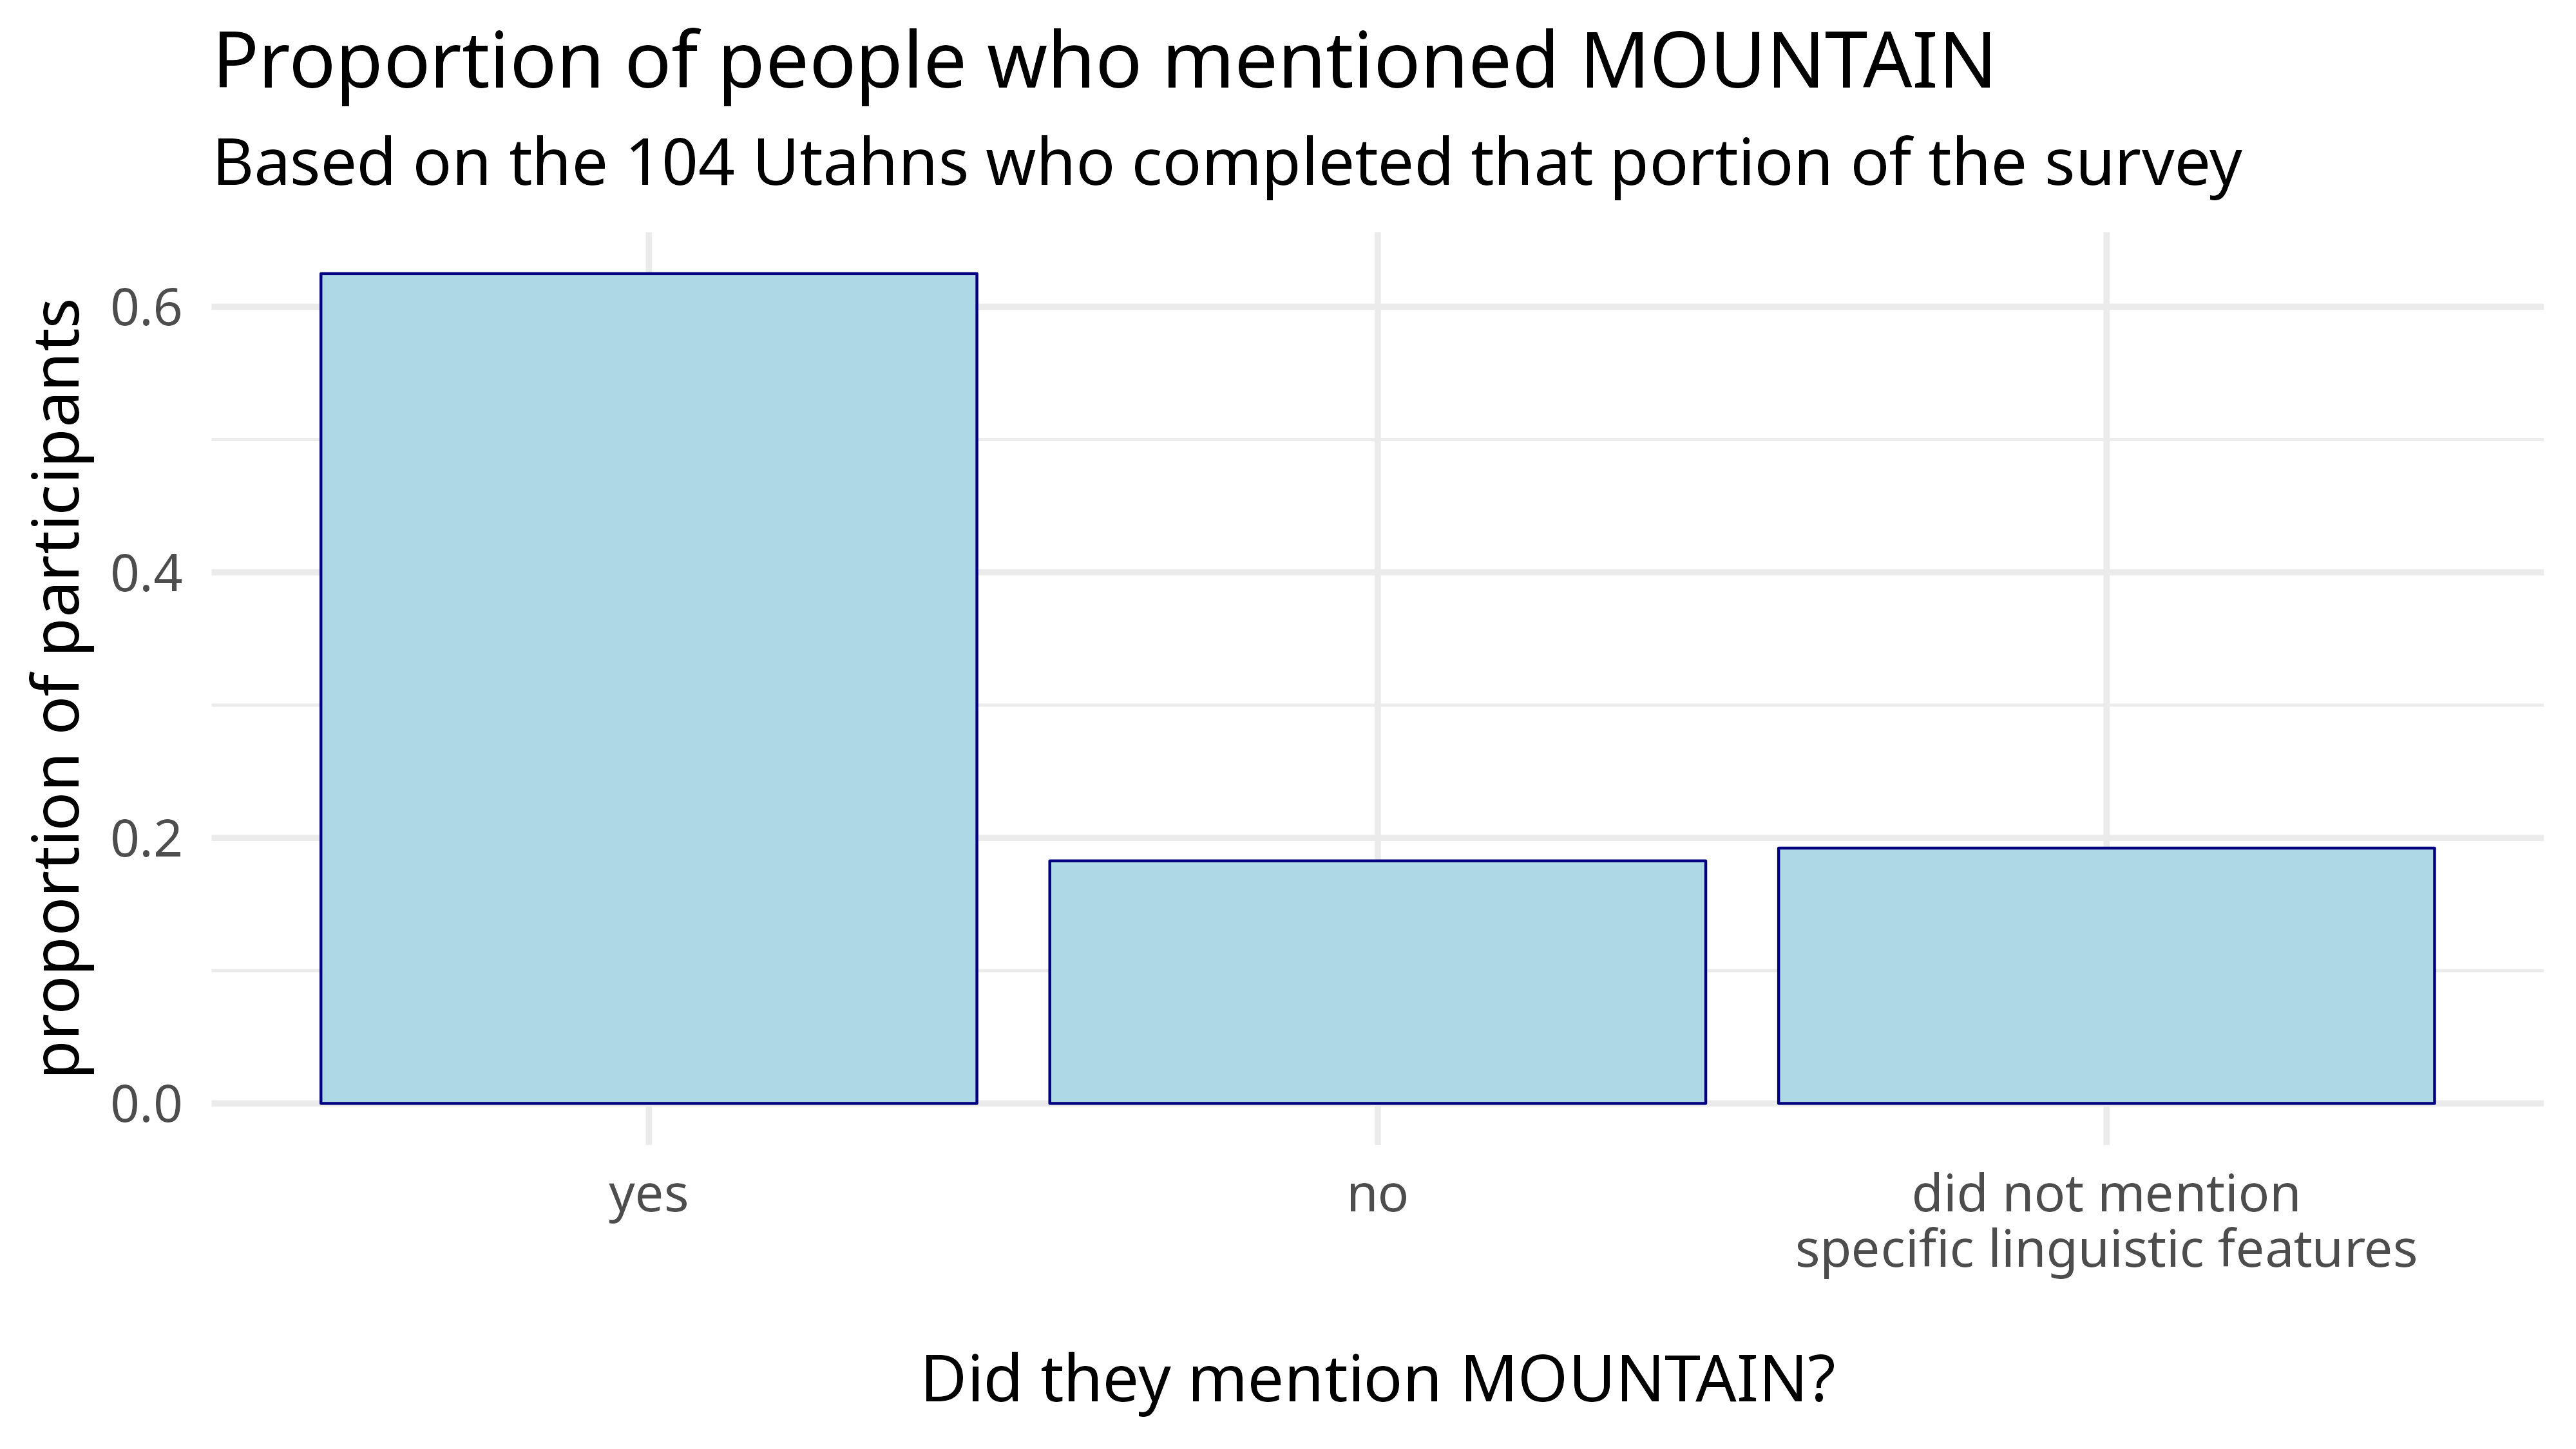 Proportion of people who mentioned MOUNTAIN
Based on the 104 Utahns who completed that portion of the survey
proportion of participants
0.6
0.4
0.2
0.0
yes
no
did not mention
specific linguistic features
Did they mention MOUNTAIN?